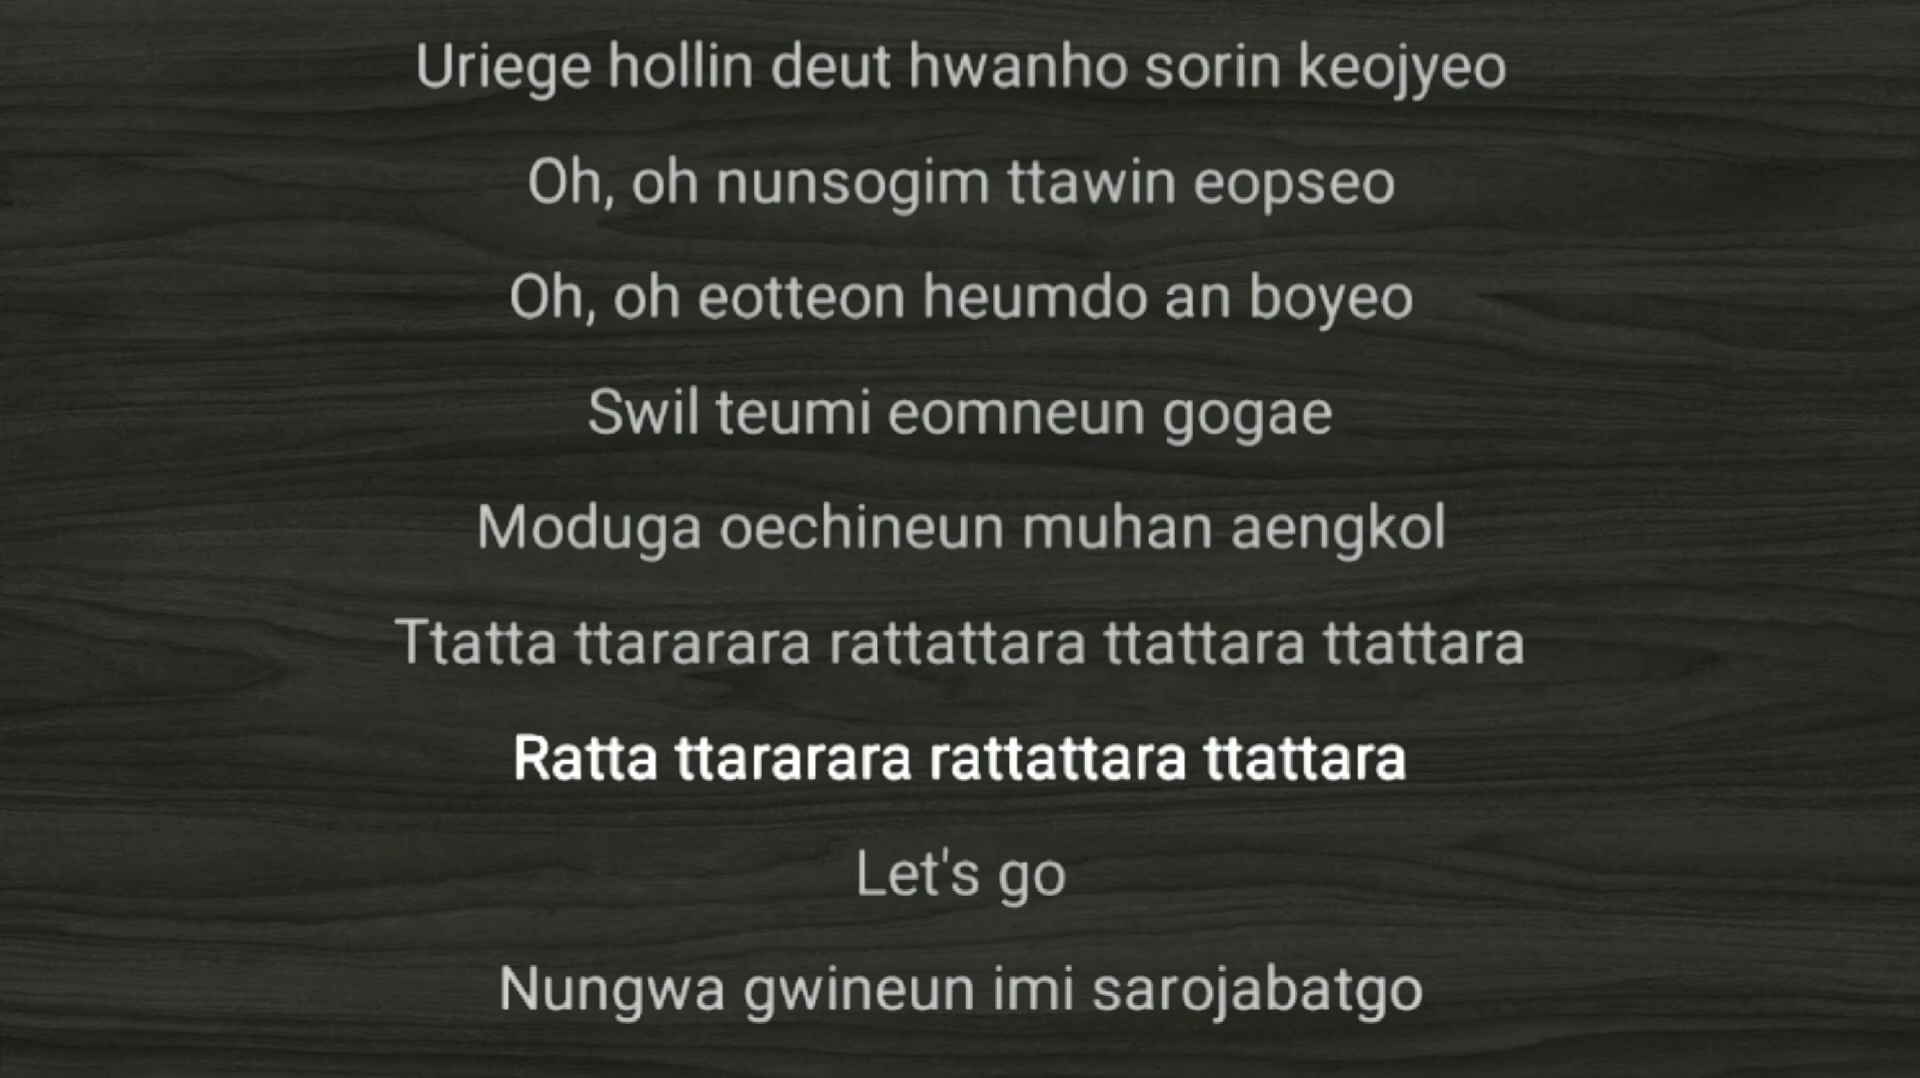 Uriege hollin deut hwanho sorin keojyeo
Oh, oh nunsogim ttawin eopseo
Oh, oh eotteon heumdo an boyeo
Swil teumi eomneun gogae
Moduga oechineun muhan aengkol
Ttatta ttararara rattattara ttattara ttattara
Ratta ttararara rattattara ttattara
Let's go
Nungwa gwineun imi sarojabatgo